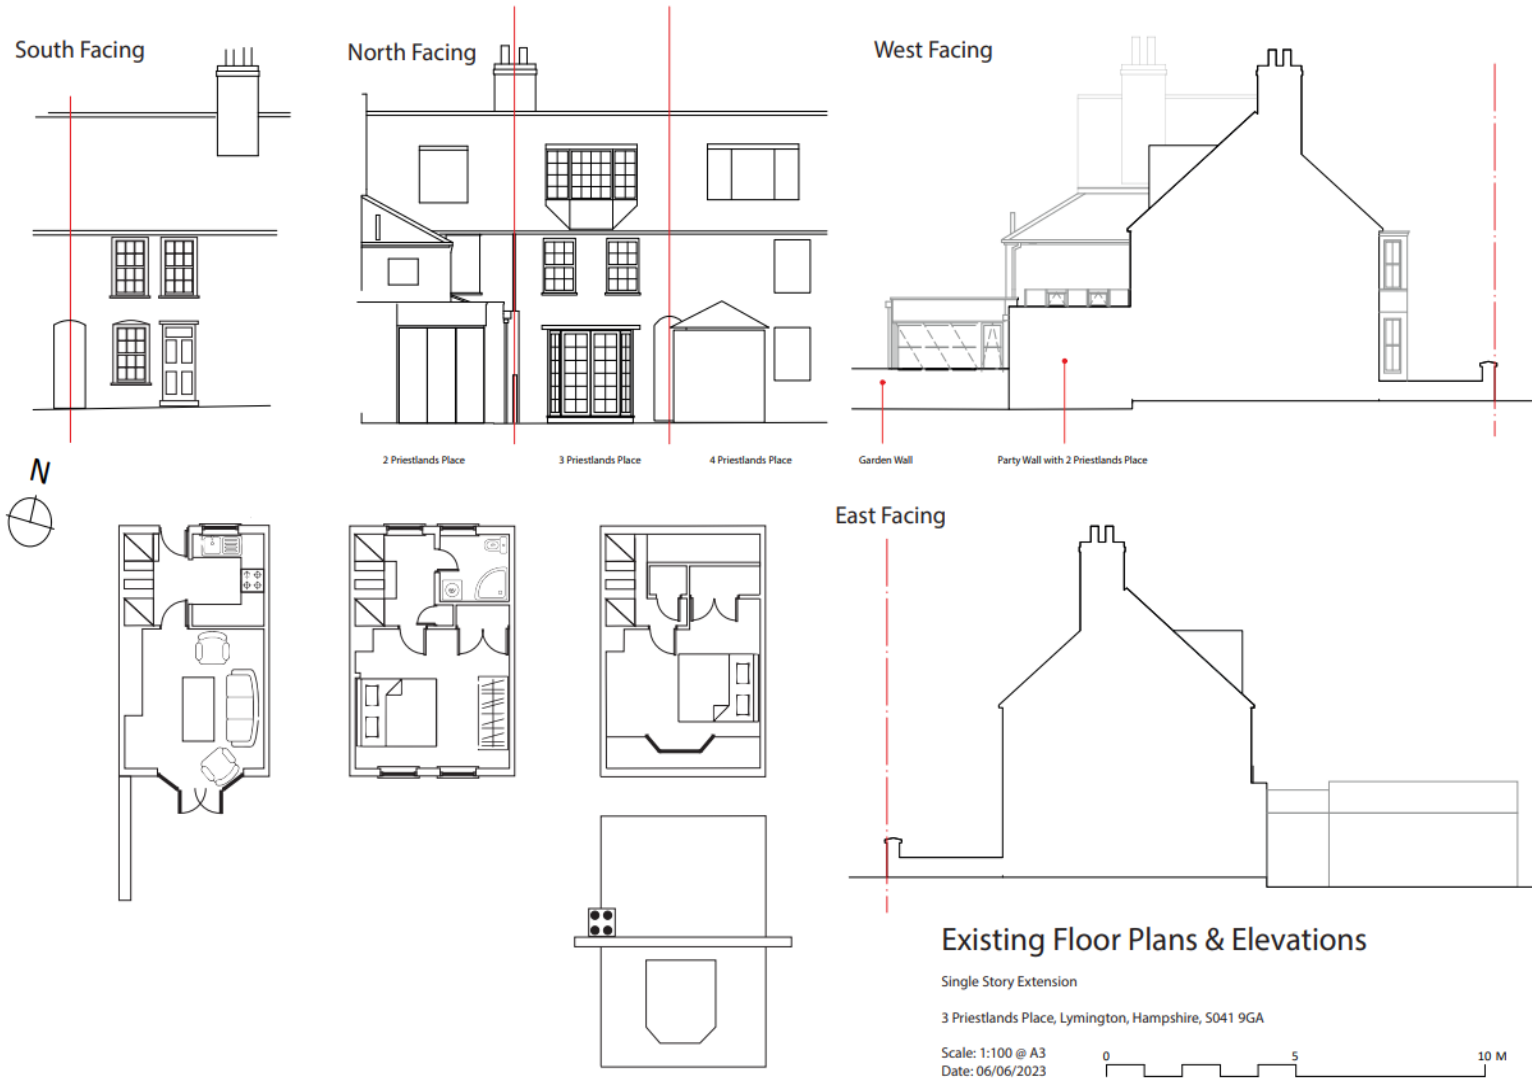 South Facing
North Facing
West Facing
2 Priestlands Place
3 Priestlands Place
4 Priestlands Place
Garden Wall
Party Wall with 2 Priestlands Place
N
East Facing
Existing Floor Plans & Elevations
Single Story Extension
3 Priestlands Place, Lymington, Hampshire, S041 9GA
Scale: 1:100 @ A3
Date: 06/06/2023
0 5 10 M